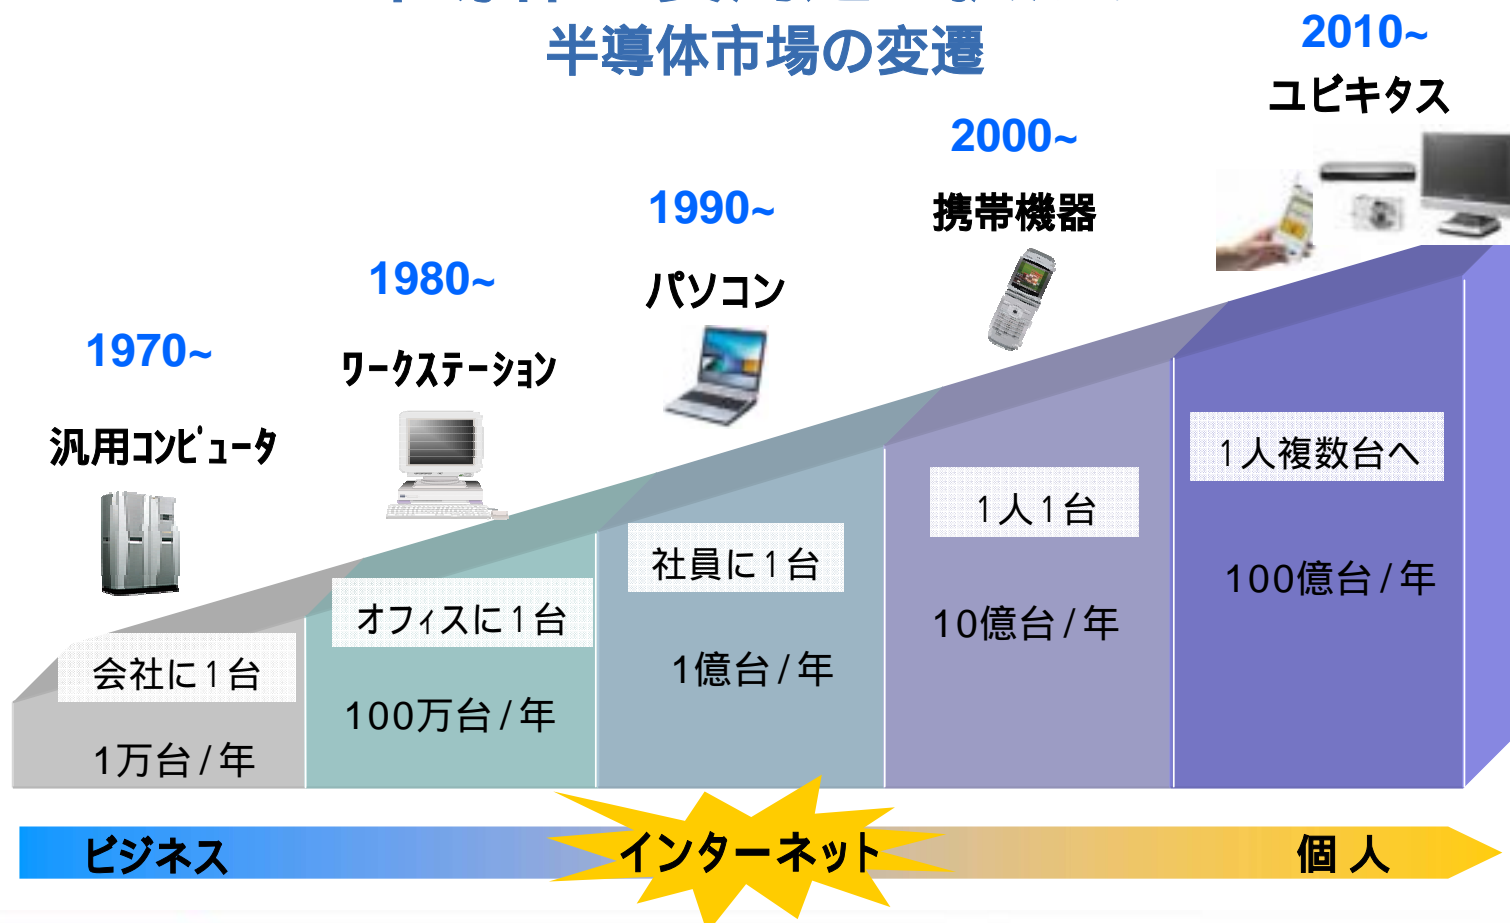 半導体市場の変遷
1970~
汎用ｺﾝﾋﾟｭｰﾀ
会社に1台
1万台/年
1980~
ﾜｰｸｽﾃｰｼｮﾝ
オフィスに1台
100万台/年
1990~
パソコン
社員に1台
1億台/年
2000~
携帯機器
1人1台
10億台/年
2010~
ユビキタス
1人複数台へ
100億台/年
ビジネス
インターネット
個人